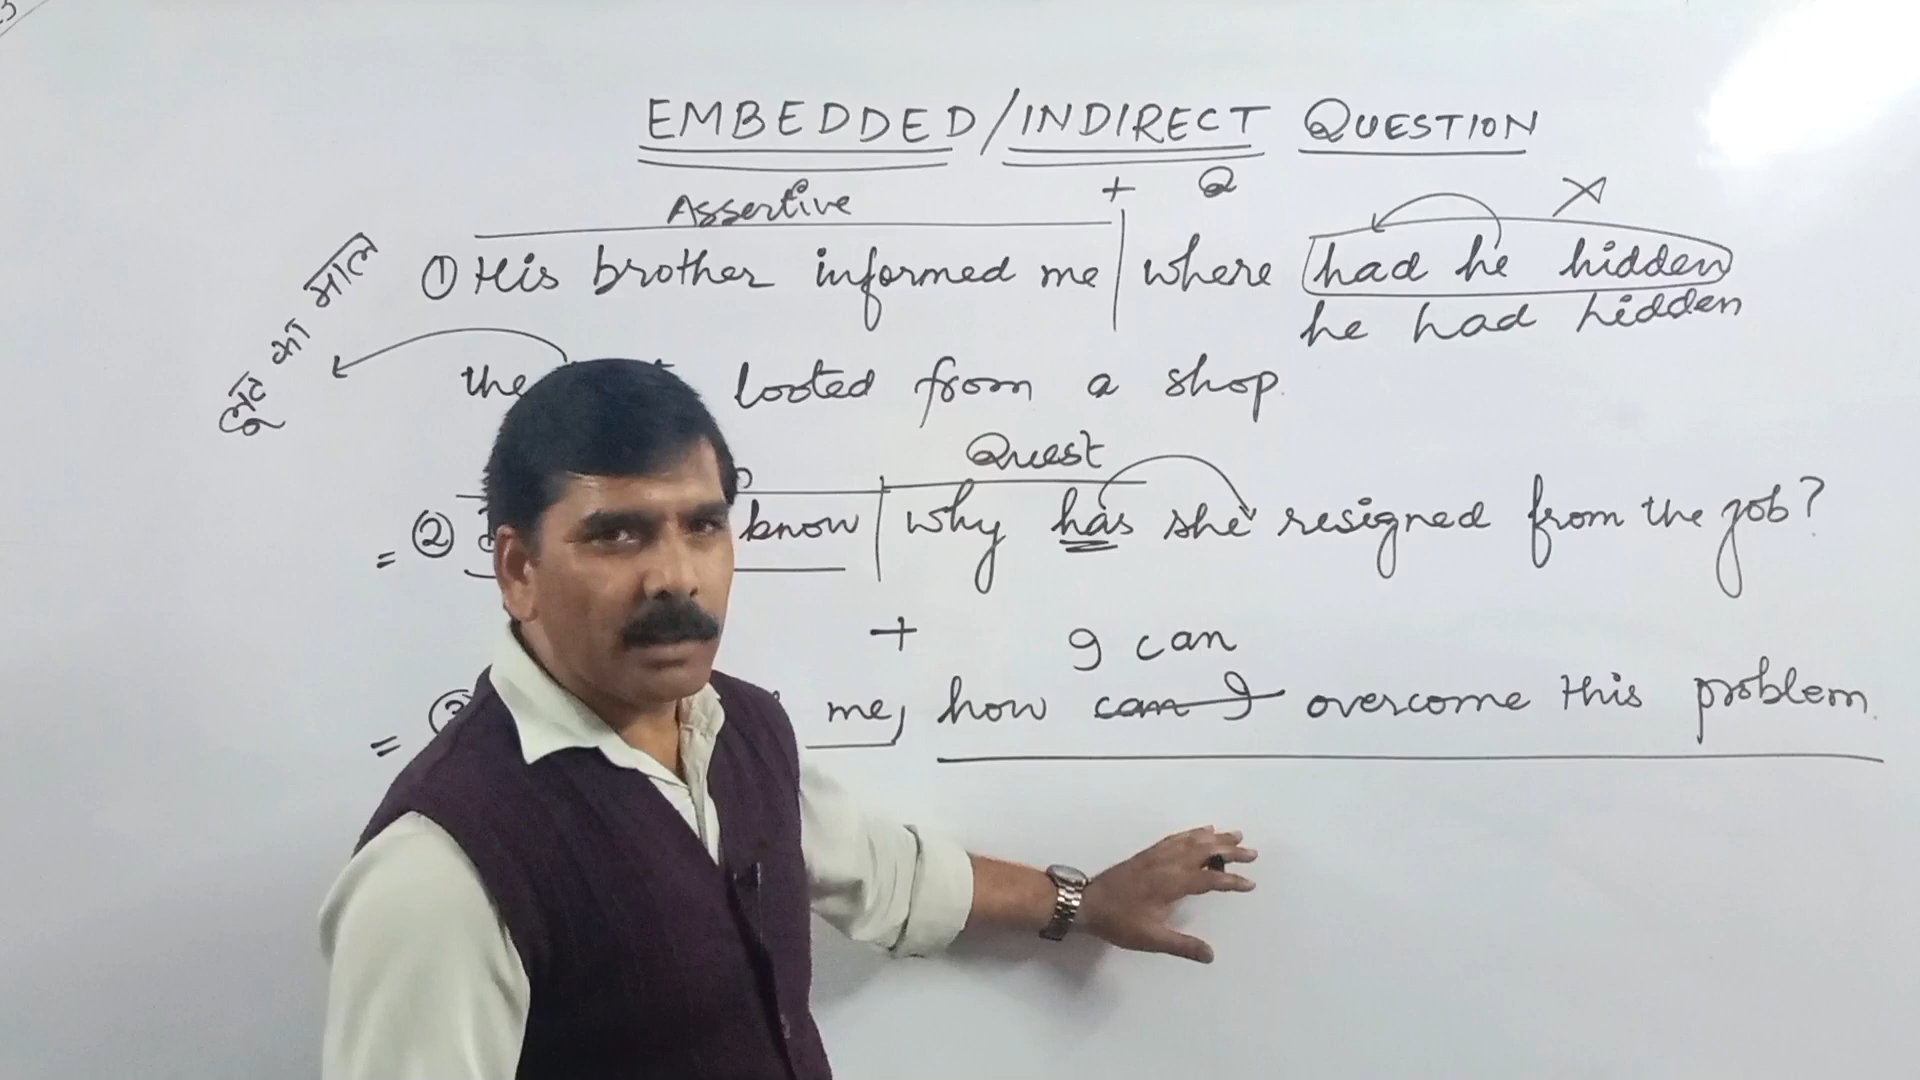 EMBEDDED/INDIRECT QUESTION
Assertive + Q
① His brother informed me where had he hidden
he had hidden
the looted from a shop.
लूट का माल
Quest
= ② know why has she resigned from the job?
+ I can
= ③ me, how can I overcome this problem.